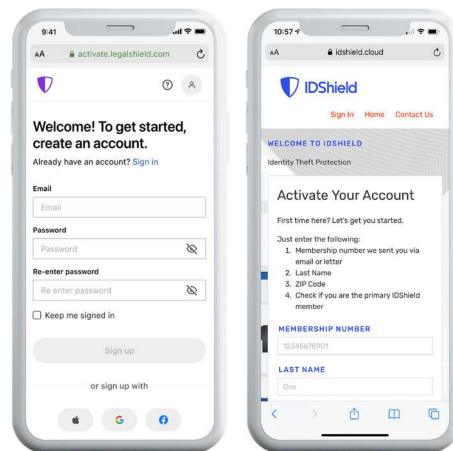 9:41
AA activate.legalshield.com
Welcome! To get started,
create an account.
Already have an account? Sign in
Email
Email
Password
Password
Re-enter password
Re enter password
Keep me signed in
Sign up
or sign up with
10:57
AA idshield.cloud
IDShield
Sign In Home Contact Us
WELCOME TO IDSHIELD
Identity Theft Protection
Activate Your Account
First time here? Let's get you started.
Just enter the following:
1. Membership number we sent you via
email or letter
2. Last Name
3. ZIP Code
4. Check if you are the primary IDShield
member
MEMBERSHIP NUMBER
12345678901
LAST NAME
Doe